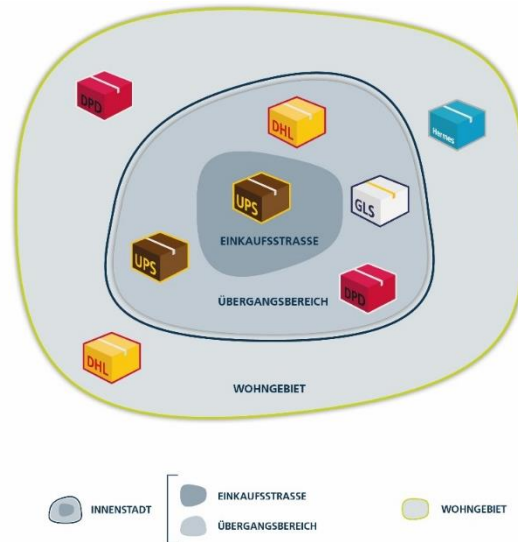 DPD
DHL
Hermes
UPS
GLS
EINKAUFSSTRASSE
UPS
DPD
ÜBERGANGSBEREICH
DHL
WOHNGEBIET
INNENSTADT
EINKAUFSSTRASSE
ÜBERGANGSBEREICH
WOHNGEBIET